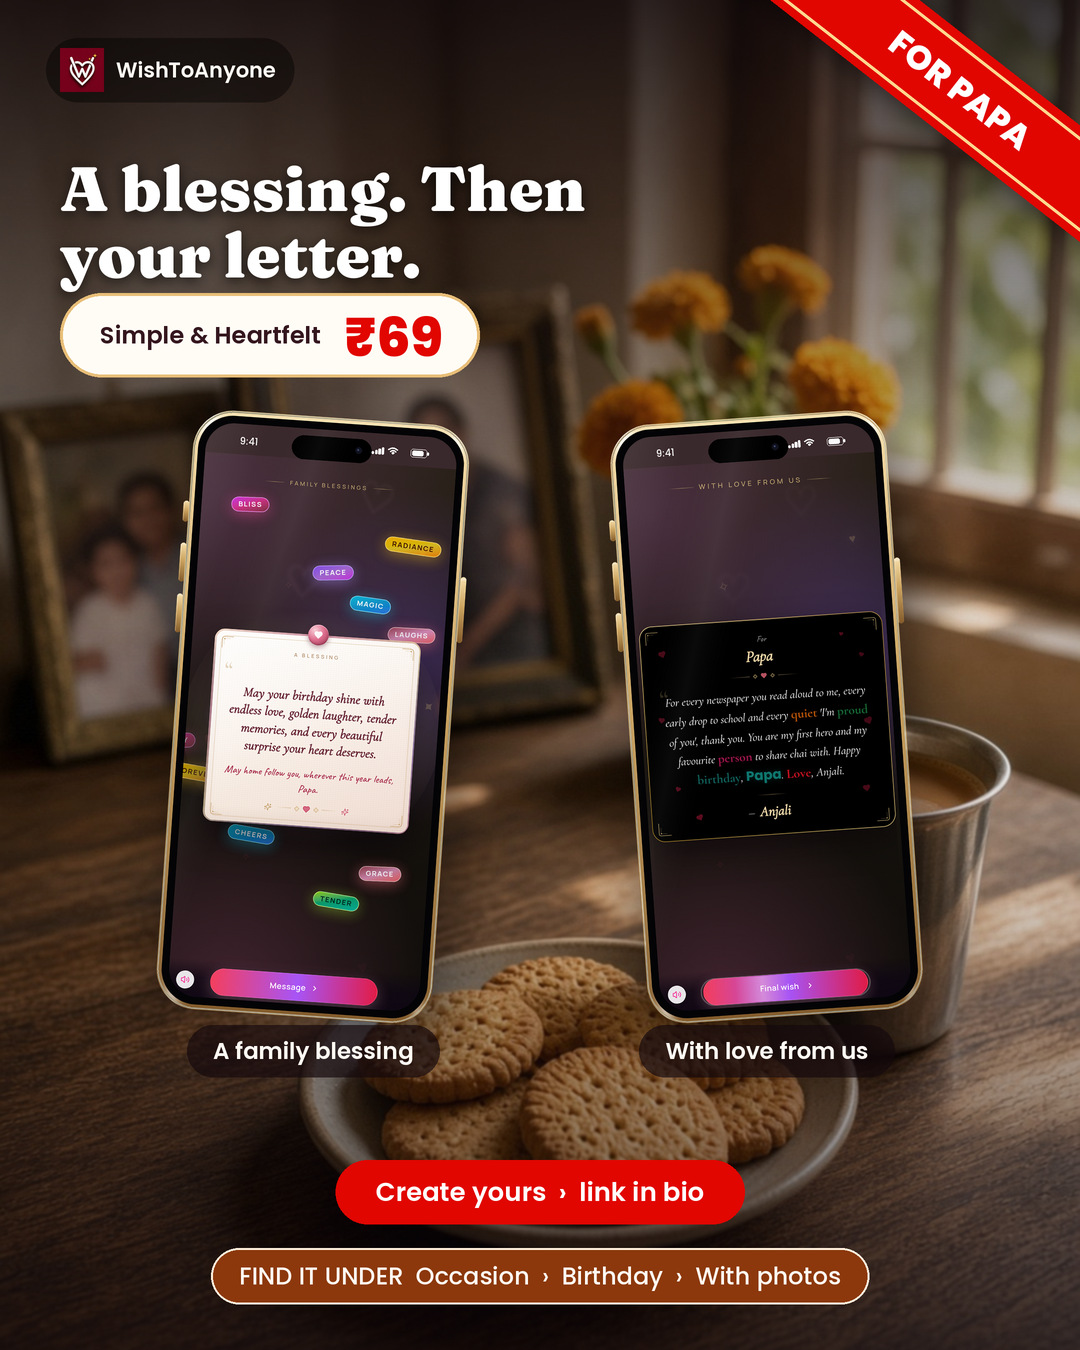 WishToAnyone
FOR PAPA
A blessing. Then
your letter.
Simple & Heartfelt ₹69
9:41
FAMILY BLESSINGS
BLISS
RADIANCE
PEACE
MAGIC
LAUGHS
A BLESSING
May your birthday shine with
endless love, golden laughter, tender
memories, and every beautiful
surprise your heart deserves.
May home follow you, wherever this year leads,
Papa.
CHEERS
GRACE
TENDER
Message ›
A family blessing
9:41
WITH LOVE FROM US
For
Papa
For every newspaper you read aloud to me, every
early drop to school and every quiet 'I'm proud
of you', thank you. You are my first hero and my
favourite person to share chai with. Happy
birthday, Papa. Love, Anjali.
– Anjali
Final wish ›
With love from us
Create yours › link in bio
FIND IT UNDER Occasion › Birthday › With photos